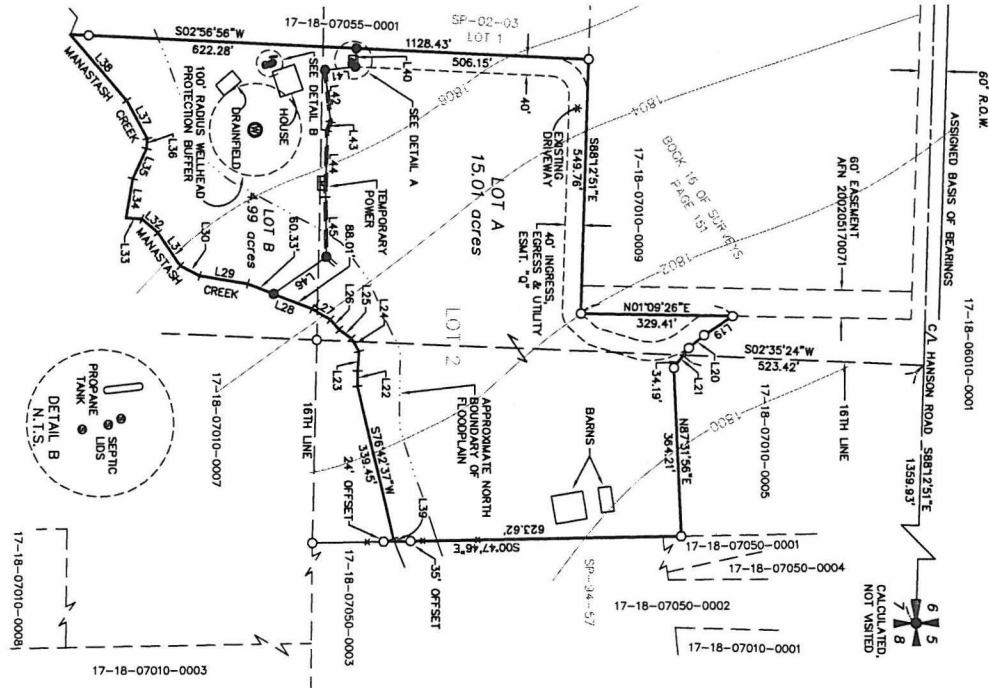 60' R.O.W.
ASSIGNED BASIS OF BEARINGS
17-18-06010-0001
C/L HANSON ROAD S88°12'51"E
1359.93'
6 5
7 8
CALCULATED,
NOT VISITED
60' EASEMENT
AFN 200205170071
16TH LINE
BOOK 16 OF SURVEYS
PAGE 151
1804
1802
1800
1806
17-18-07010-0009
17-18-07010-0005
S02°35'24"W
523.42'
L19
L20
L21
34.19'
N01°09'26"E
329.41'
N87°31'56"E
364.21'
17-18-07050-0001
17-18-07050-0004
17-18-07050-0002
17-18-07010-0001
SP-94-57
SP-02-03
LOT 1
17-18-07055-0001
S02°56'56"W
622.28'
1128.43'
506.15'
40'
S88°12'51"E
549.76'
EXISTING
DRIVEWAY
40' INGRESS,
EGRESS & UTILITY
ESMT. "Q"
LOT A
15.01 acres
LOT 2
BARNS
S00°47'46"E
623.62'
SEE DETAIL A
SEE DETAIL B
L40
L41
L42
L43
L44
L45
L46
TEMPORARY
POWER
88.01'
60.33'
HOUSE
DRAINFIELD
W
100' RADIUS WELLHEAD
PROTECTION BUFFER
LOT B
4.99 acres
L38
L37
L36
L35
L34
L33
L32
L31
L30
L29
L28
L27
L26
L25
L24
L23
L22
MANASTASH
CREEK
MANASTASH
CREEK
APPROXIMATE NORTH
BOUNDARY OF
FLOODPLAIN
S76°42'37"W
339.45'
24' OFFSET
L39
35' OFFSET
16TH LINE
17-18-07010-0007
17-18-07050-0003
17-18-07010-0008
17-18-07010-0003
PROPANE
TANK
SEPTIC
LIDS
S
S
S
DETAIL B
N.T.S.